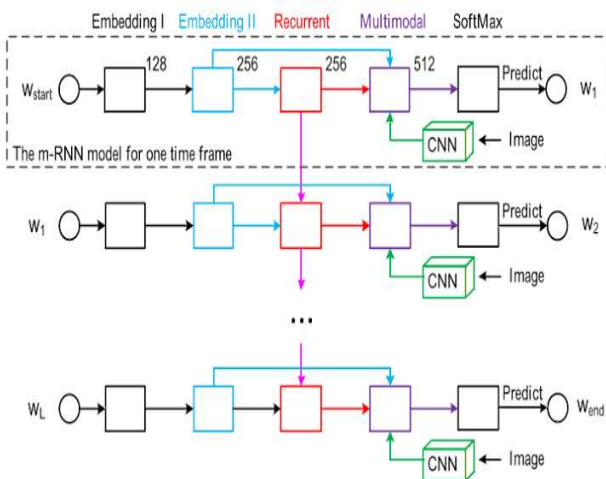 Embedding I Embedding II Recurrent Multimodal SoftMax
128 256 256 512 Predict
Wstart W1
CNN Image
The m-RNN model for one time frame
Predict
W1 W2
CNN Image
...
Predict
WL Wend
CNN Image